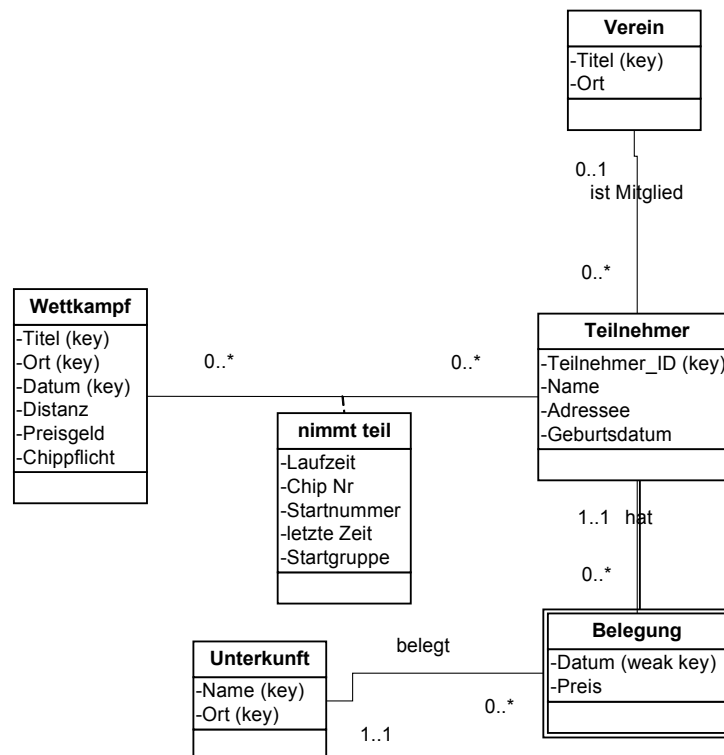 Verein
-Titel (key)
-Ort
0..1
ist Mitglied
0..*
Wettkampf
-Titel (key)
-Ort (key)
-Datum (key)
-Distanz
-Preisgeld
-Chippflicht
0..*
0..*
Teilnehmer
-Teilnehmer_ID (key)
-Name
-Adressee
-Geburtsdatum
nimmt teil
-Laufzeit
-Chip Nr
-Startnummer
-letzte Zeit
-Startgruppe
1..1 hat
0..*
Belegung
-Datum (weak key)
-Preis
belegt
0..*
Unterkunft
-Name (key)
-Ort (key)
1..1